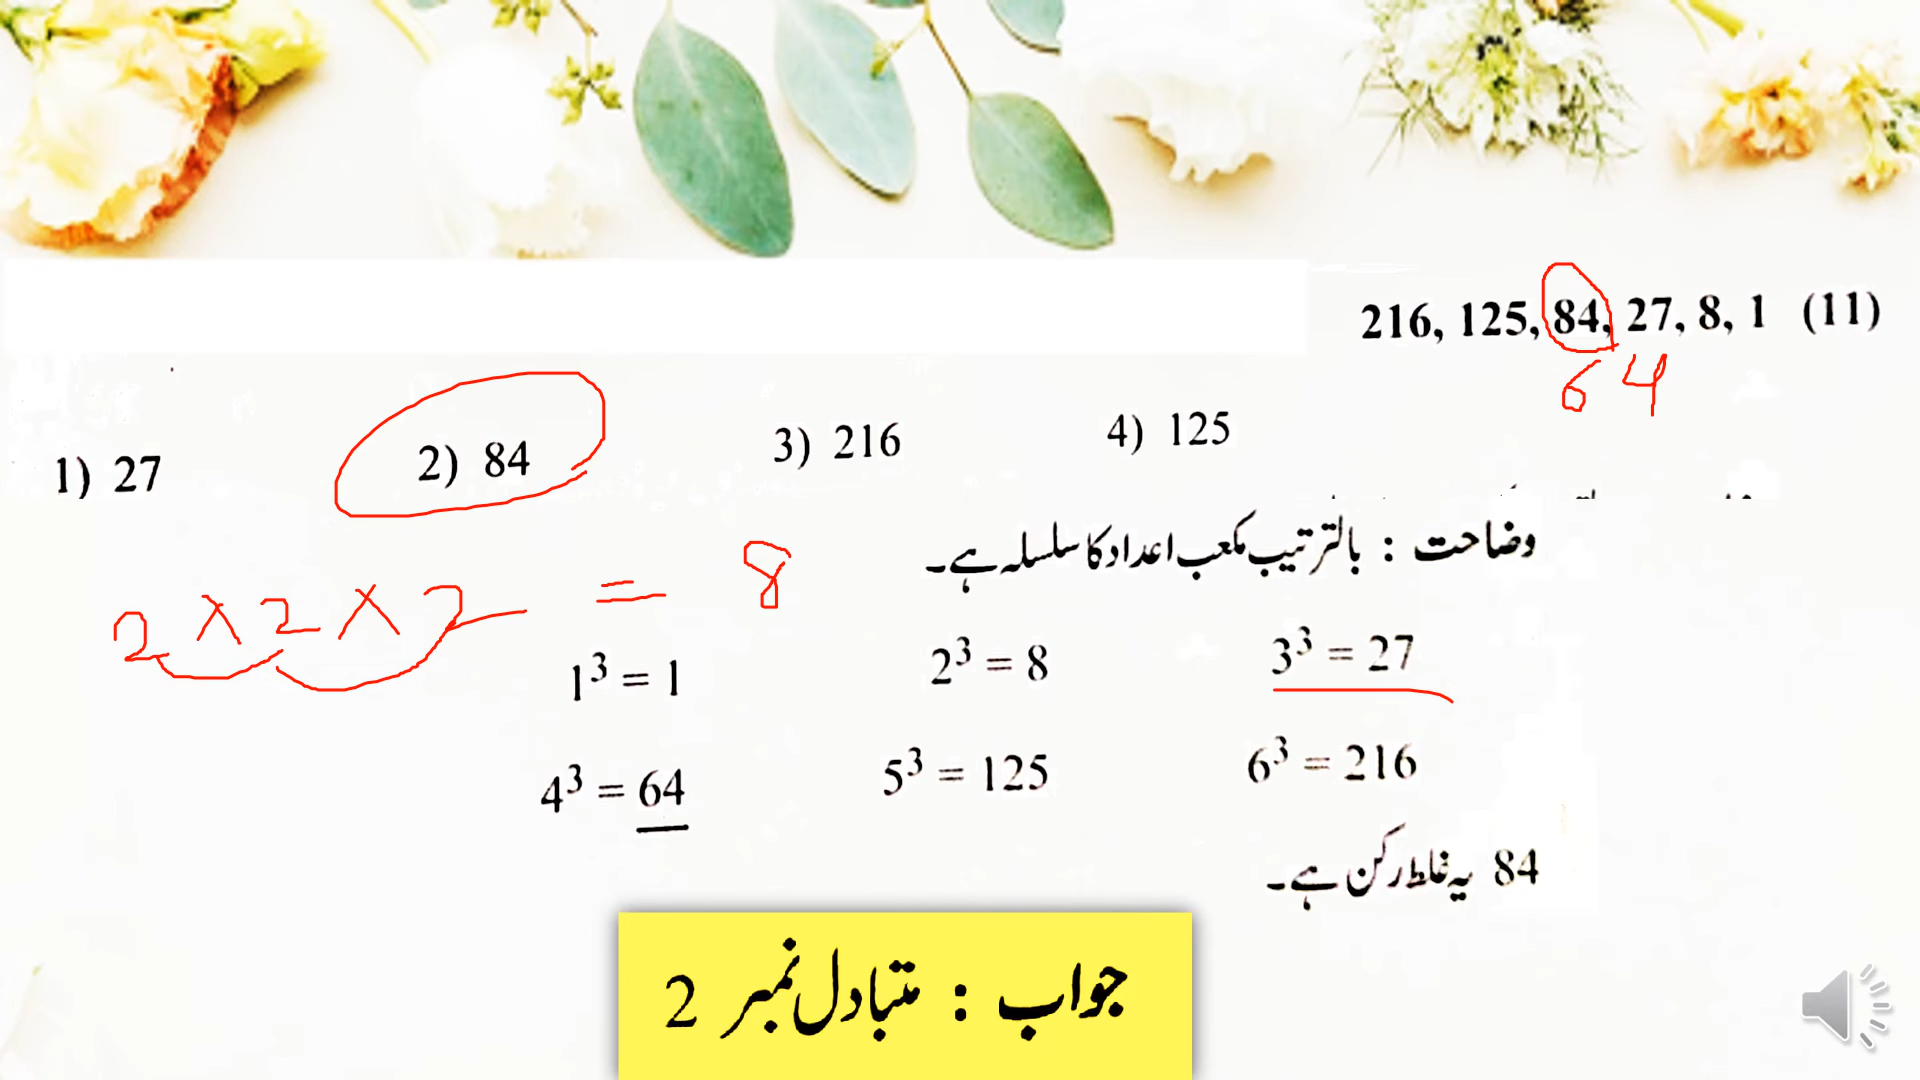 216, 125, 84, 27, 8, 1 (11)
64
1) 27 2) 84 3) 216 4) 125
وضاحت : بالترتیب مکعب اعداد کا سلسلہ ہے۔
2 × 2 × 2 = 8
1³ = 1 2³ = 8 3³ = 27
4³ = 64 5³ = 125 6³ = 216
84 یہ غلط رکن ہے۔
جواب : متبادل نمبر 2